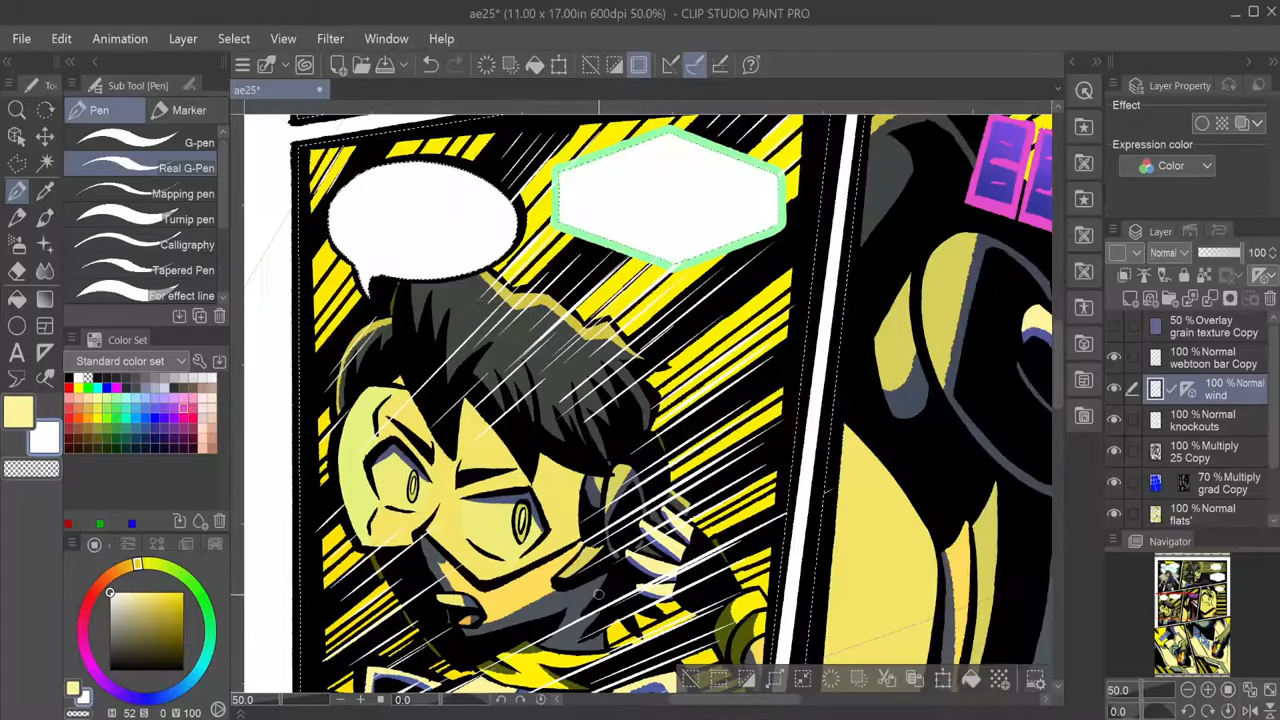 ae25* (11.00 x 17.00in 600dpi 50.0%) - CLIP STUDIO PAINT PRO
File Edit Animation Layer Select View Filter Window Help
Sub Tool [Pen]
ae25*
Pen Marker
G-pen
Real G-Pen
Mapping pen
Turnip pen
Calligraphy
Tapered Pen
For effect line
Color Set
Standard color set
H 52 S 0 V 100
50.0
0.0
Layer Property
Effect
Expression color
Color
Layer
Normal 100
50 % Overlay
grain texture Copy
100 % Normal
webtoon bar Copy
100 % Normal
wind
100 % Normal
knockouts
100 % Multiply
25 Copy
70 % Multiply
grad Copy
100 % Normal
flats'
Navigator
50.0
0.0